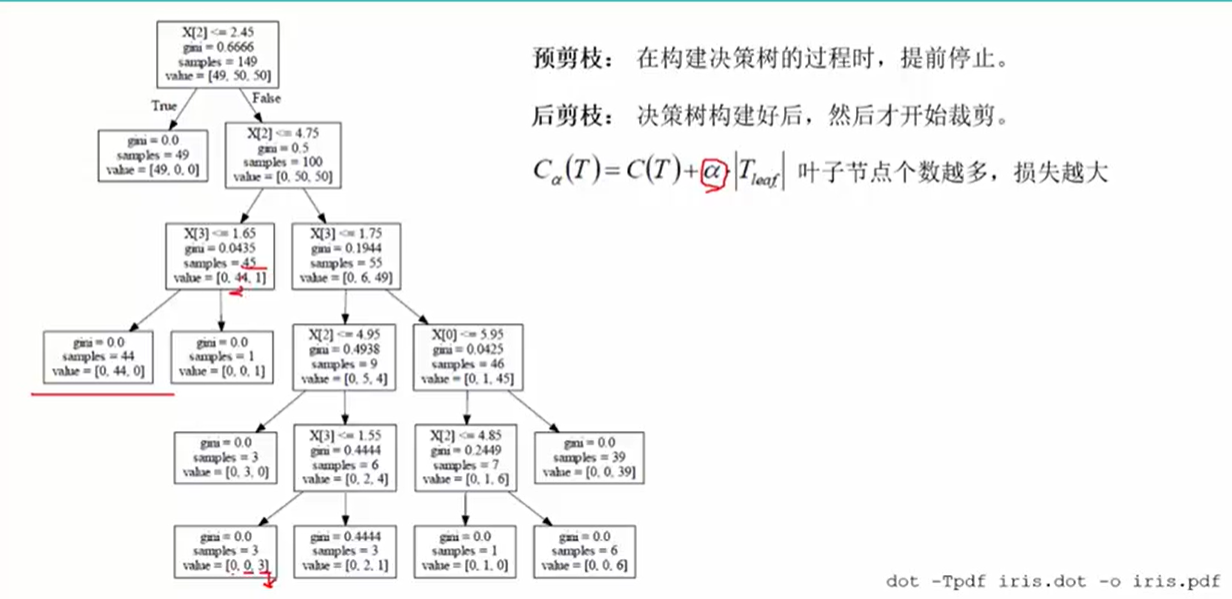 X[2] <= 2.45
gini = 0.6666
samples = 149
value = [49, 50, 50]
True
False
gini = 0.0
samples = 49
value = [49, 0, 0]
X[2] <= 4.75
gini = 0.5
samples = 100
value = [0, 50, 50]
X[3] <= 1.65
gini = 0.0435
samples = 45
value = [0, 44, 1]
X[3] <= 1.75
gini = 0.1944
samples = 55
value = [0, 6, 49]
gini = 0.0
samples = 44
value = [0, 44, 0]
gini = 0.0
samples = 1
value = [0, 0, 1]
X[2] <= 4.95
gini = 0.4938
samples = 9
value = [0, 5, 4]
X[0] <= 5.95
gini = 0.0425
samples = 46
value = [0, 1, 45]
gini = 0.0
samples = 3
value = [0, 3, 0]
X[3] <= 1.55
gini = 0.4444
samples = 6
value = [0, 2, 4]
X[2] <= 4.85
gini = 0.2449
samples = 7
value = [0, 1, 6]
gini = 0.0
samples = 39
value = [0, 0, 39]
gini = 0.0
samples = 3
value = [0, 0, 3]
gini = 0.4444
samples = 3
value = [0, 2, 1]
gini = 0.0
samples = 1
value = [0, 1, 0]
gini = 0.0
samples = 6
value = [0, 0, 6]
预剪枝： 在构建决策树的过程时，提前停止。
后剪枝： 决策树构建好后，然后才开始裁剪。
Cα(T) = C(T) + α·|Tleaf| 叶子节点个数越多，损失越大
dot -Tpdf iris.dot -o iris.pdf